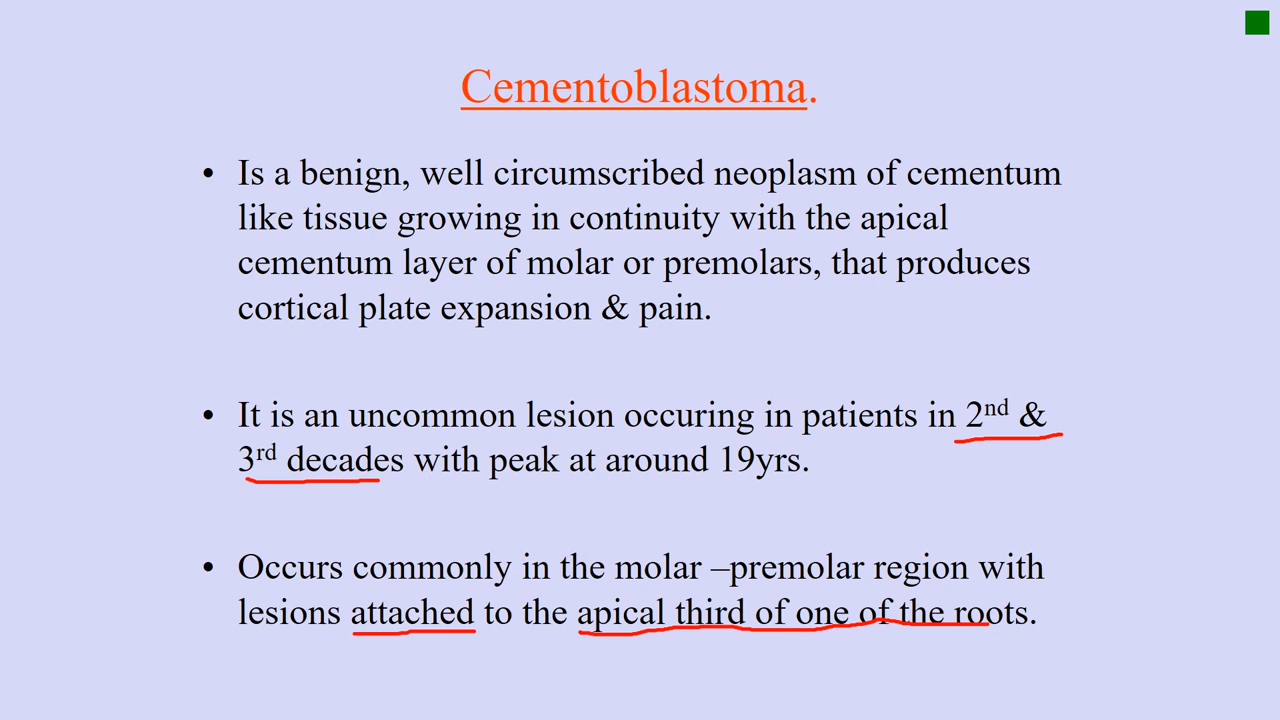 Cementoblastoma.
• Is a benign, well circumscribed neoplasm of cementum
like tissue growing in continuity with the apical
cementum layer of molar or premolars, that produces
cortical plate expansion & pain.
• It is an uncommon lesion occuring in patients in 2nd &
3rd decades with peak at around 19yrs.
• Occurs commonly in the molar –premolar region with
lesions attached to the apical third of one of the roots.